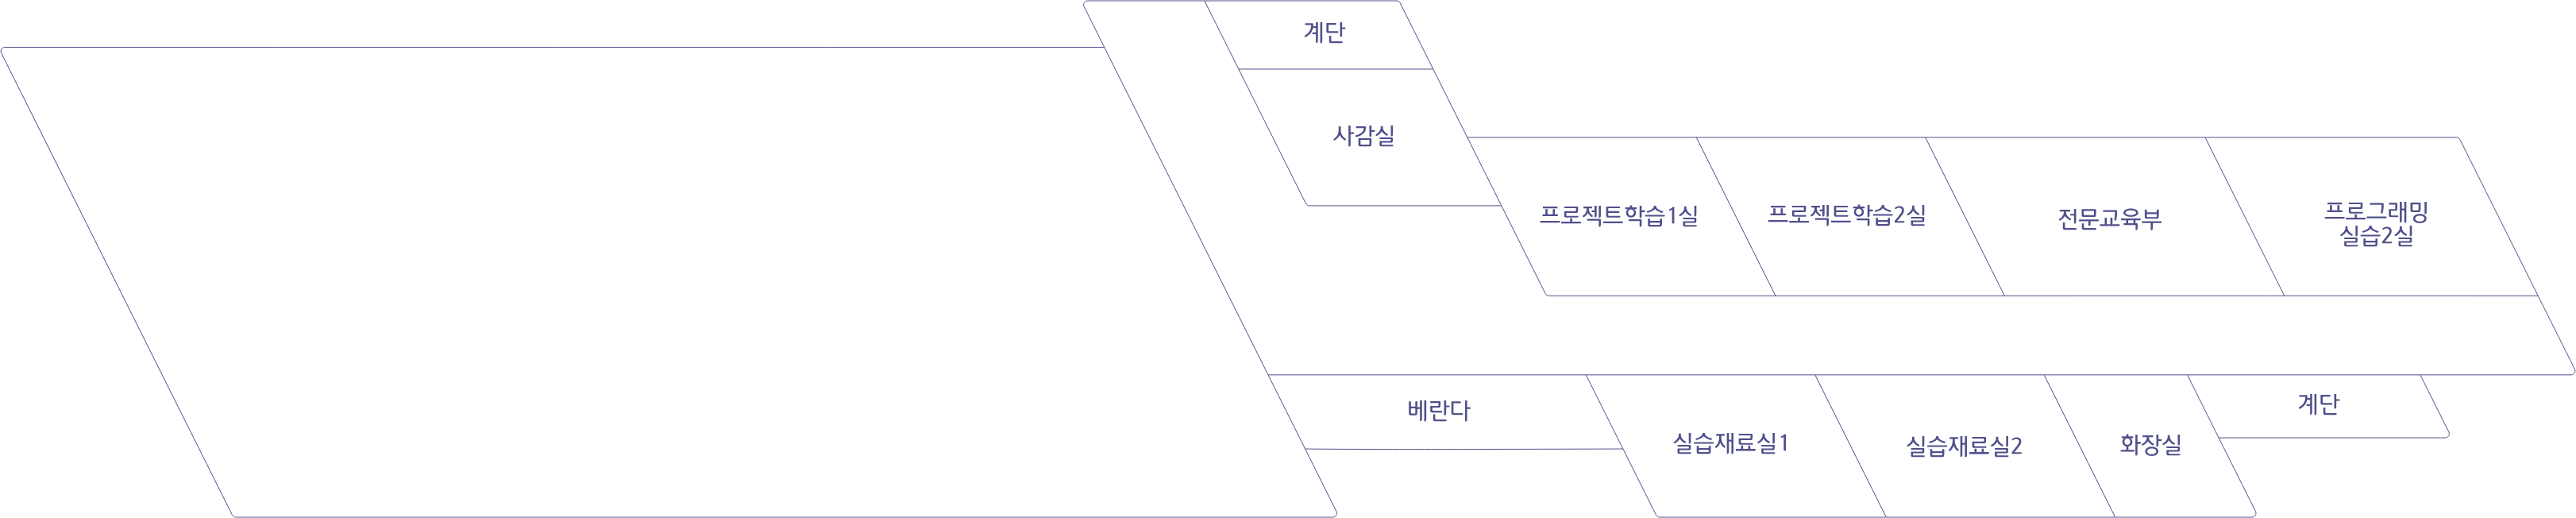 계단
사감실
프로젝트학습1실
프로젝트학습2실
전문교육부
프로그래밍
실습2실
베란다
실습재료실1
실습재료실2
화장실
계단